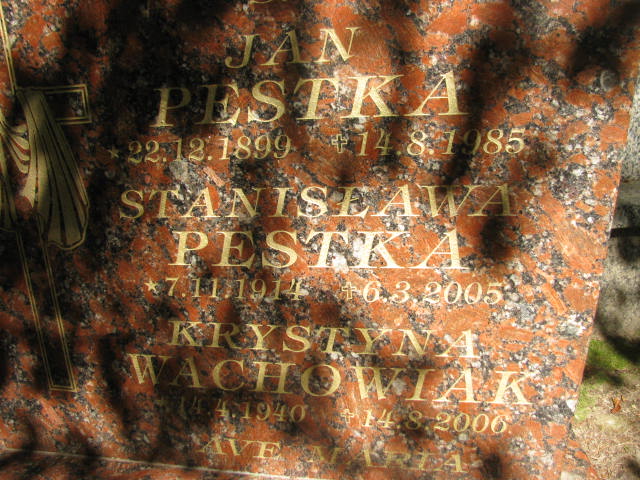 JAN
PESTKA
* 22.12.1899 ✝ 14.8.1985
STANISŁAWA
PESTKA
* 7.11.1914 ✝ 6.3.2005
KRYSTYNA
WACHOWIAK
* 14.4.1940 ✝ 14.8.2006
AVE MARIA